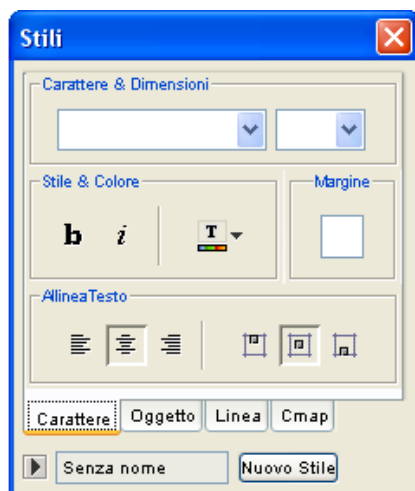 Stili
Carattere & Dimensioni
Stile & Colore
Margine
b i T
AllineaTesto
Carattere Oggetto Linea Cmap
Senza nome Nuovo Stile